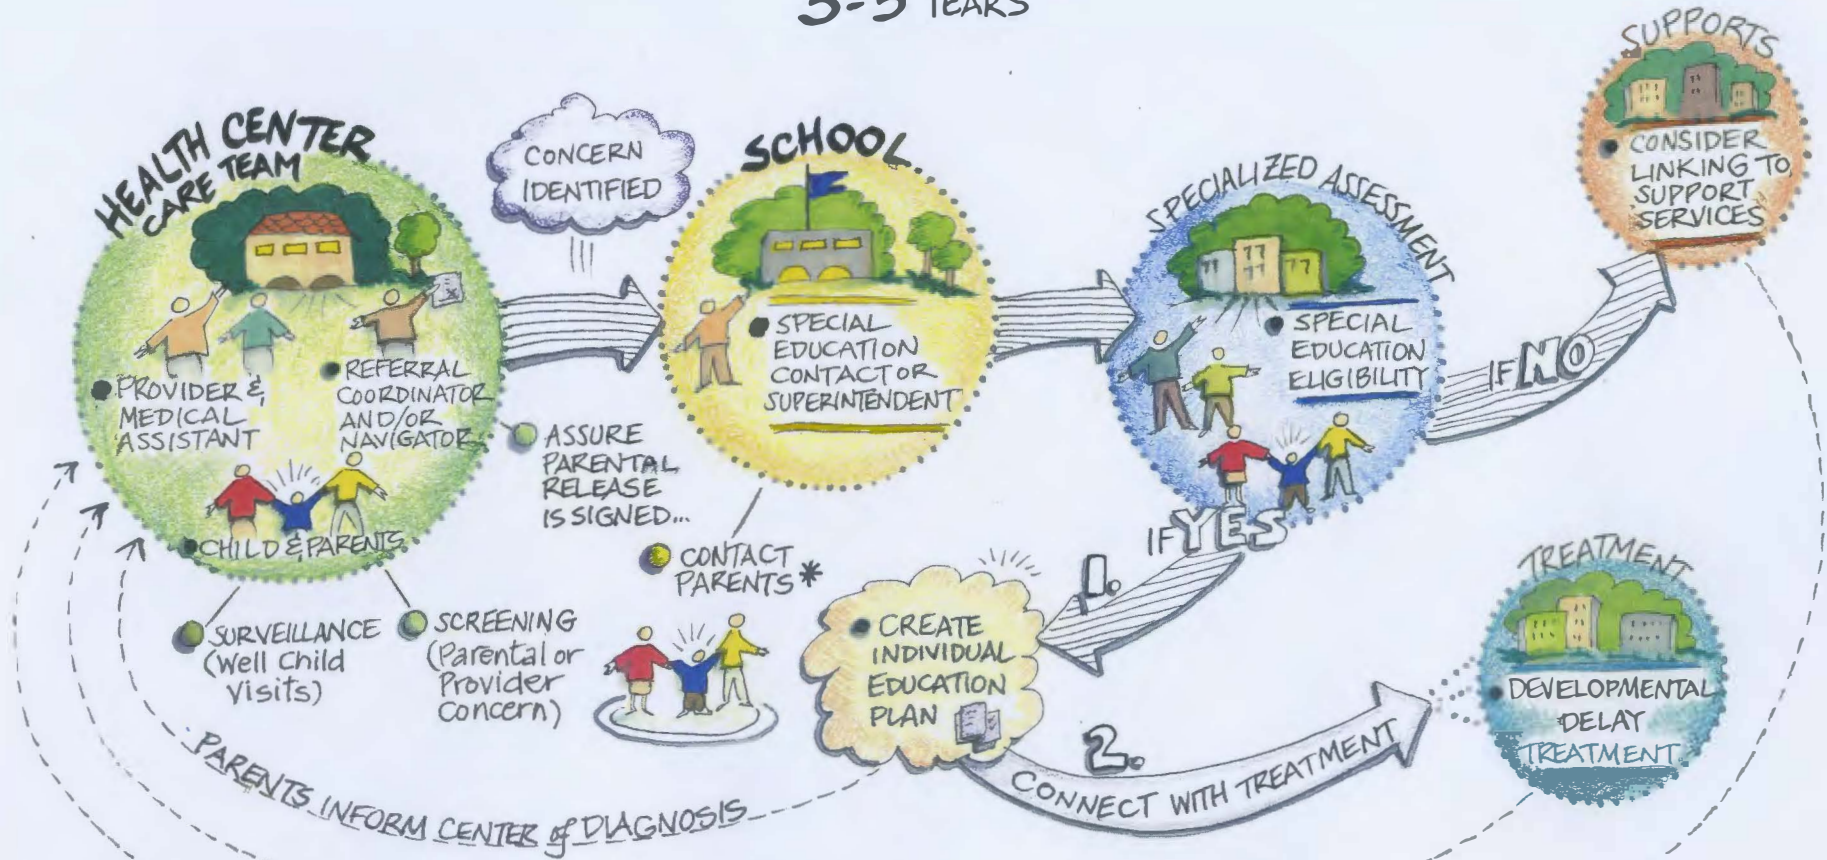 3-5 YEARS
HEALTH CENTER
CARE TEAM
PROVIDER &
MEDICAL
ASSISTANT
REFERRAL
COORDINATOR
AND/OR
NAVIGATOR
CHILD & PARENTS
SURVEILLANCE
(Well Child
Visits)
SCREENING
(Parental or
Provider
Concern)
ASSURE
PARENTAL
RELEASE
IS SIGNED...
CONCERN
IDENTIFIED
SCHOOL
SPECIAL
EDUCATION
CONTACT OR
SUPERINTENDENT
CONTACT
PARENTS *
SPECIALIZED ASSESSMENT
SPECIAL
EDUCATION
ELIGIBILITY
IF NO
SUPPORTS
CONSIDER
LINKING TO
SUPPORT
SERVICES
IF YES
1.
CREATE
INDIVIDUAL
EDUCATION
PLAN
2.
CONNECT WITH TREATMENT
TREATMENT
DEVELOPMENTAL
DELAY
TREATMENT
PARENTS INFORM CENTER of DIAGNOSIS